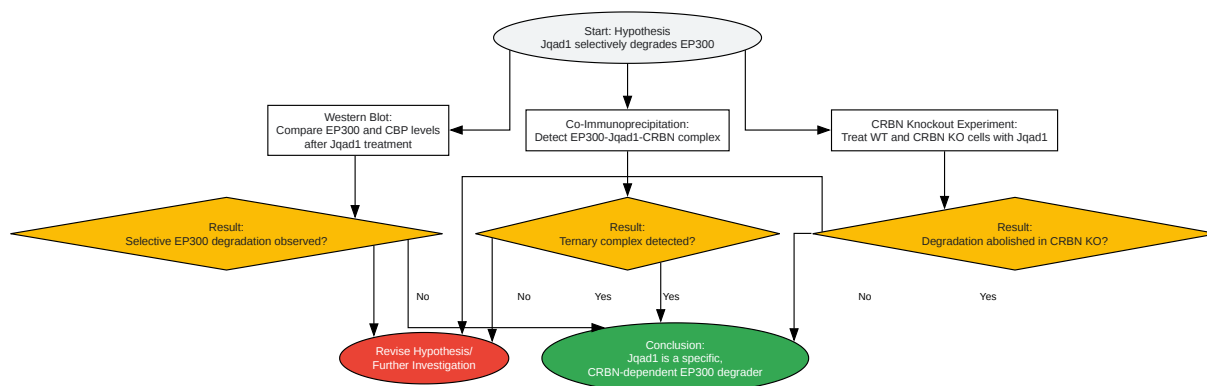 Start: Hypothesis
Jqad1 selectively degrades EP300
Western Blot:
Compare EP300 and CBP levels
after Jqad1 treatment
Co-Immunoprecipitation:
Detect EP300-Jqad1-CRBN complex
CRBN Knockout Experiment:
Treat WT and CRBN KO cells with Jqad1
Result:
Selective EP300 degradation observed?
Result:
Ternary complex detected?
Result:
Degradation abolished in CRBN KO?
No
No
Yes
Yes
No
Yes
Revise Hypothesis/
Further Investigation
Conclusion:
Jqad1 is a specific,
CRBN-dependent EP300 degrader